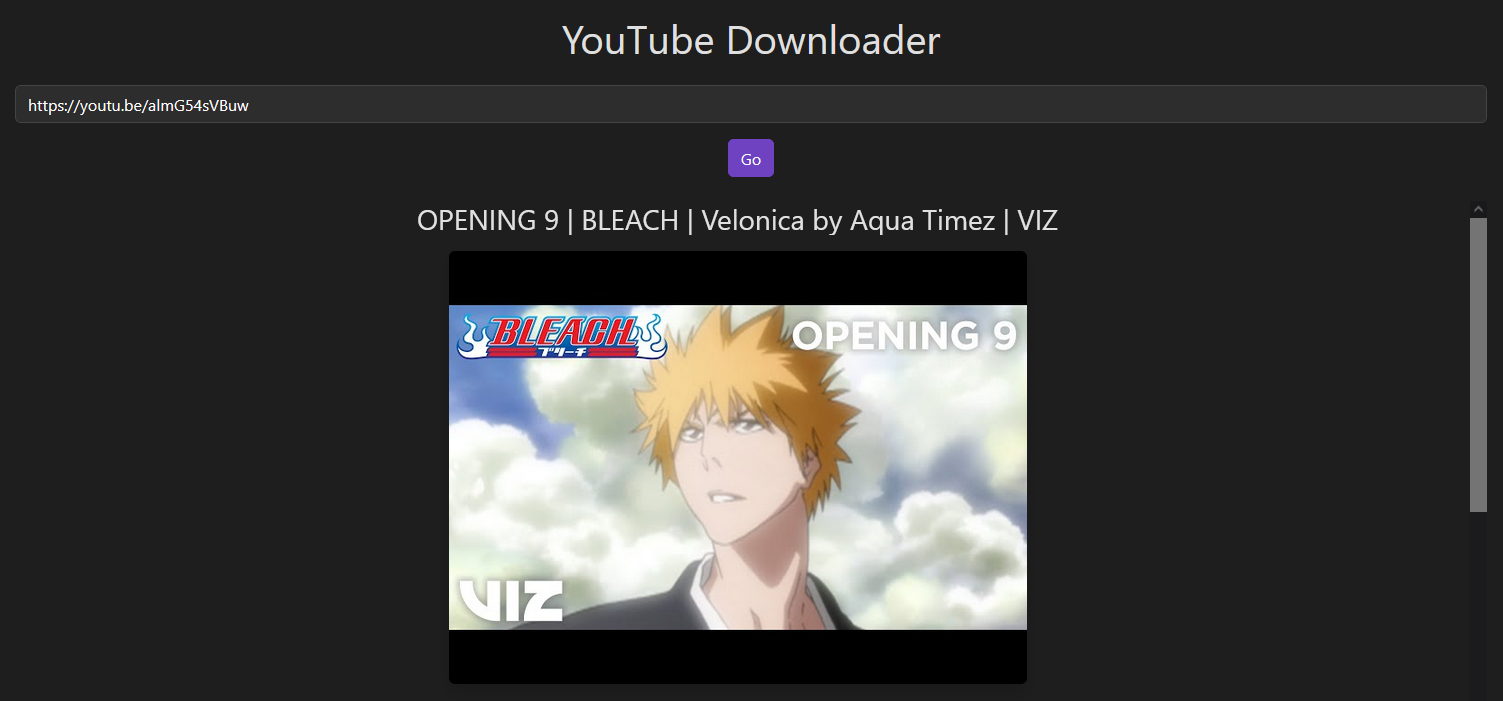 YouTube Downloader
https://youtu.be/almG54sVBuw
Go
OPENING 9 | BLEACH | Velonica by Aqua Timez | VIZ
BLEACH
ブリーチ
OPENING 9
VIZ